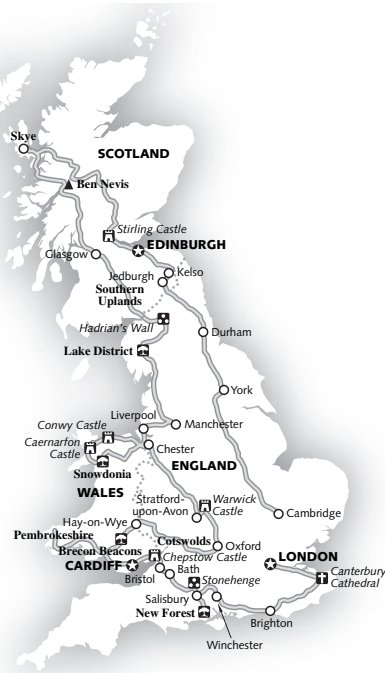 Skye
SCOTLAND
Ben Nevis
Stirling Castle
EDINBURGH
Glasgow
Kelso
Jedburgh
Southern
Uplands
Hadrian's Wall
Durham
Lake District
York
Liverpool
Manchester
Conwy Castle
Caernarfon
Castle
Chester
Snowdonia
ENGLAND
WALES
Stratford-
upon-Avon
Warwick
Castle
Cambridge
Hay-on-Wye
Pembrokeshire
Cotswolds
Oxford
Brecon Beacons
Chepstow Castle
LONDON
CARDIFF
Bath
Canterbury
Cathedral
Bristol
Stonehenge
Salisbury
New Forest
Brighton
Winchester